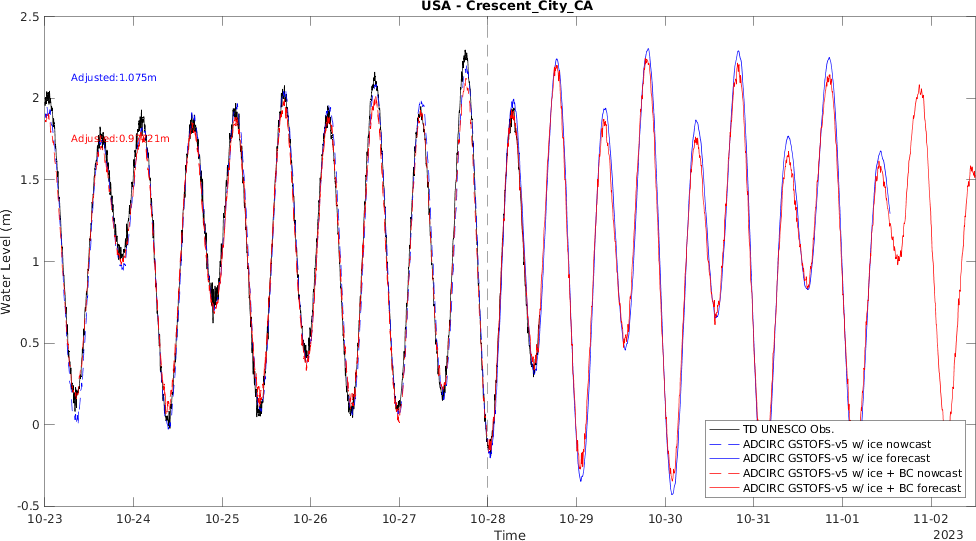 USA - Crescent_City_CA
2.5
2
1.5
1
0.5
0
-0.5
Water Level (m)
Adjusted:1.075m
10-23
10-24
10-25
10-26
10-27
10-28
10-29
10-30
10-31
11-01
11-02
2023
Time
TD UNESCO Obs.
ADCIRC GSTOFS-v5 w/ ice nowcast
ADCIRC GSTOFS-v5 w/ ice forecast
ADCIRC GSTOFS-v5 w/ ice + BC nowcast
ADCIRC GSTOFS-v5 w/ ice + BC forecast